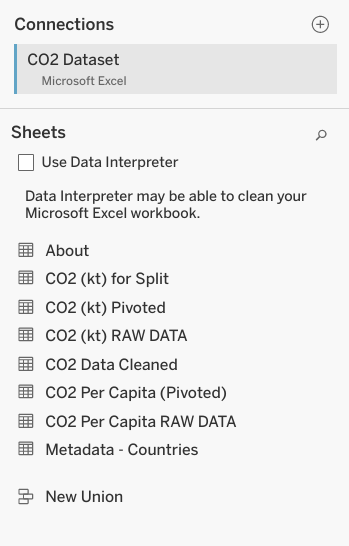 Connections
CO2 Dataset
Microsoft Excel
Sheets
Use Data Interpreter
Data Interpreter may be able to clean your
Microsoft Excel workbook.
About
CO2 (kt) for Split
CO2 (kt) Pivoted
CO2 (kt) RAW DATA
CO2 Data Cleaned
CO2 Per Capita (Pivoted)
CO2 Per Capita RAW DATA
Metadata - Countries
New Union